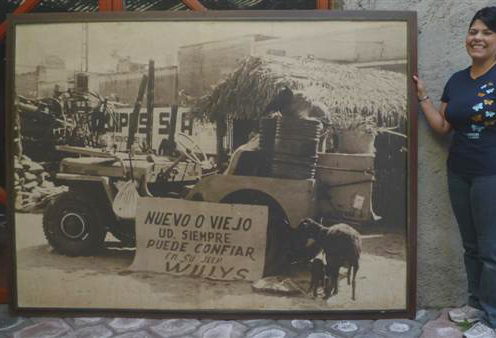 NUEVO O VIEJO
UD. SIEMPRE
PUEDE CONFIAR
EN SU JEEP
WILLYS